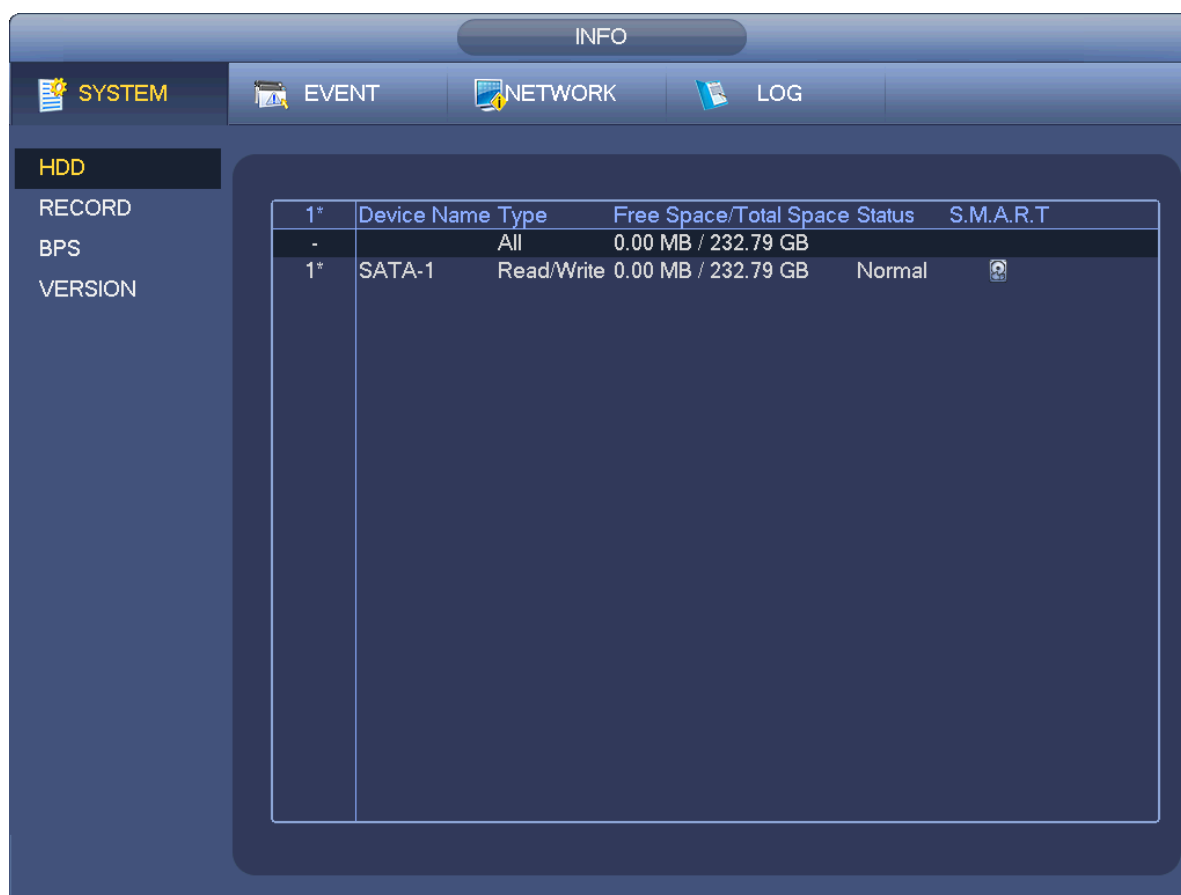 INFO
SYSTEM EVENT NETWORK LOG
HDD
RECORD
BPS
VERSION
1* Device Name Type Free Space/Total Space Status S.M.A.R.T
- All 0.00 MB / 232.79 GB
1* SATA-1 Read/Write 0.00 MB / 232.79 GB Normal